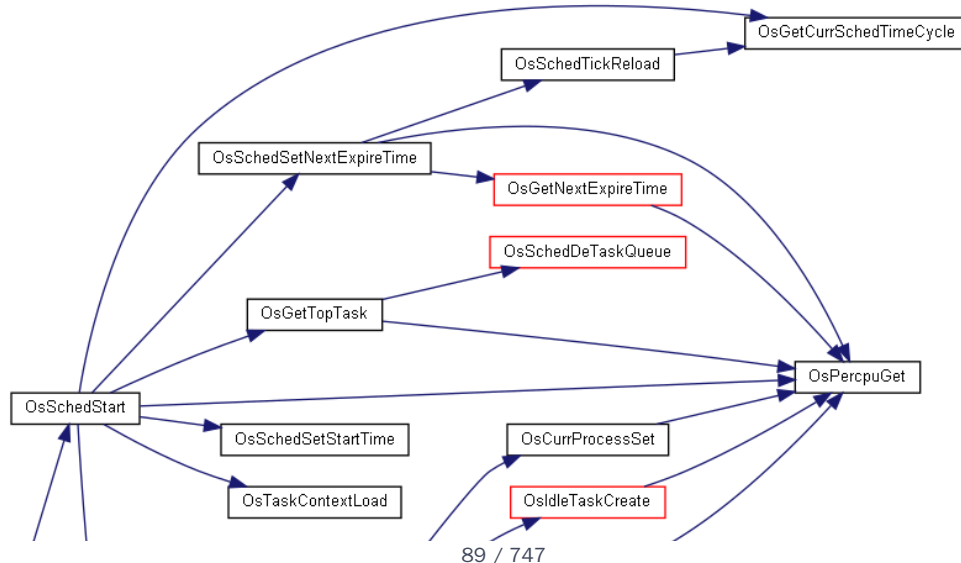 OsGetCurrSchedTimeCycle
OsSchedTickReload
OsSchedSetNextExpireTime
OsGetNextExpireTime
OsSchedDeTaskQueue
OsGetTopTask
OsPercpuGet
OsSchedStart
OsSchedSetStartTime
OsCurrProcessSet
OsTaskContextLoad
OsIdleTaskCreate
89 / 747